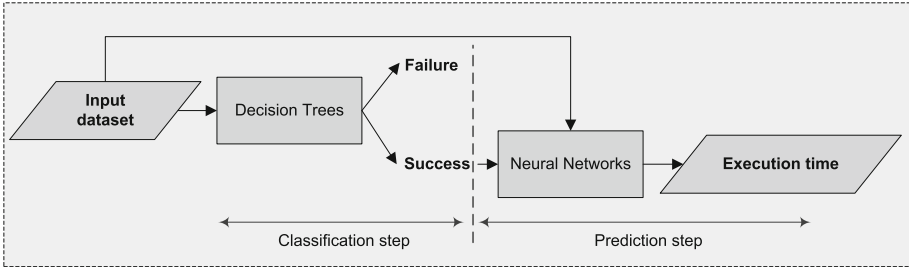 Failure
Input
dataset
Decision Trees
Success
Neural Networks
Execution time
Classification step
Prediction step